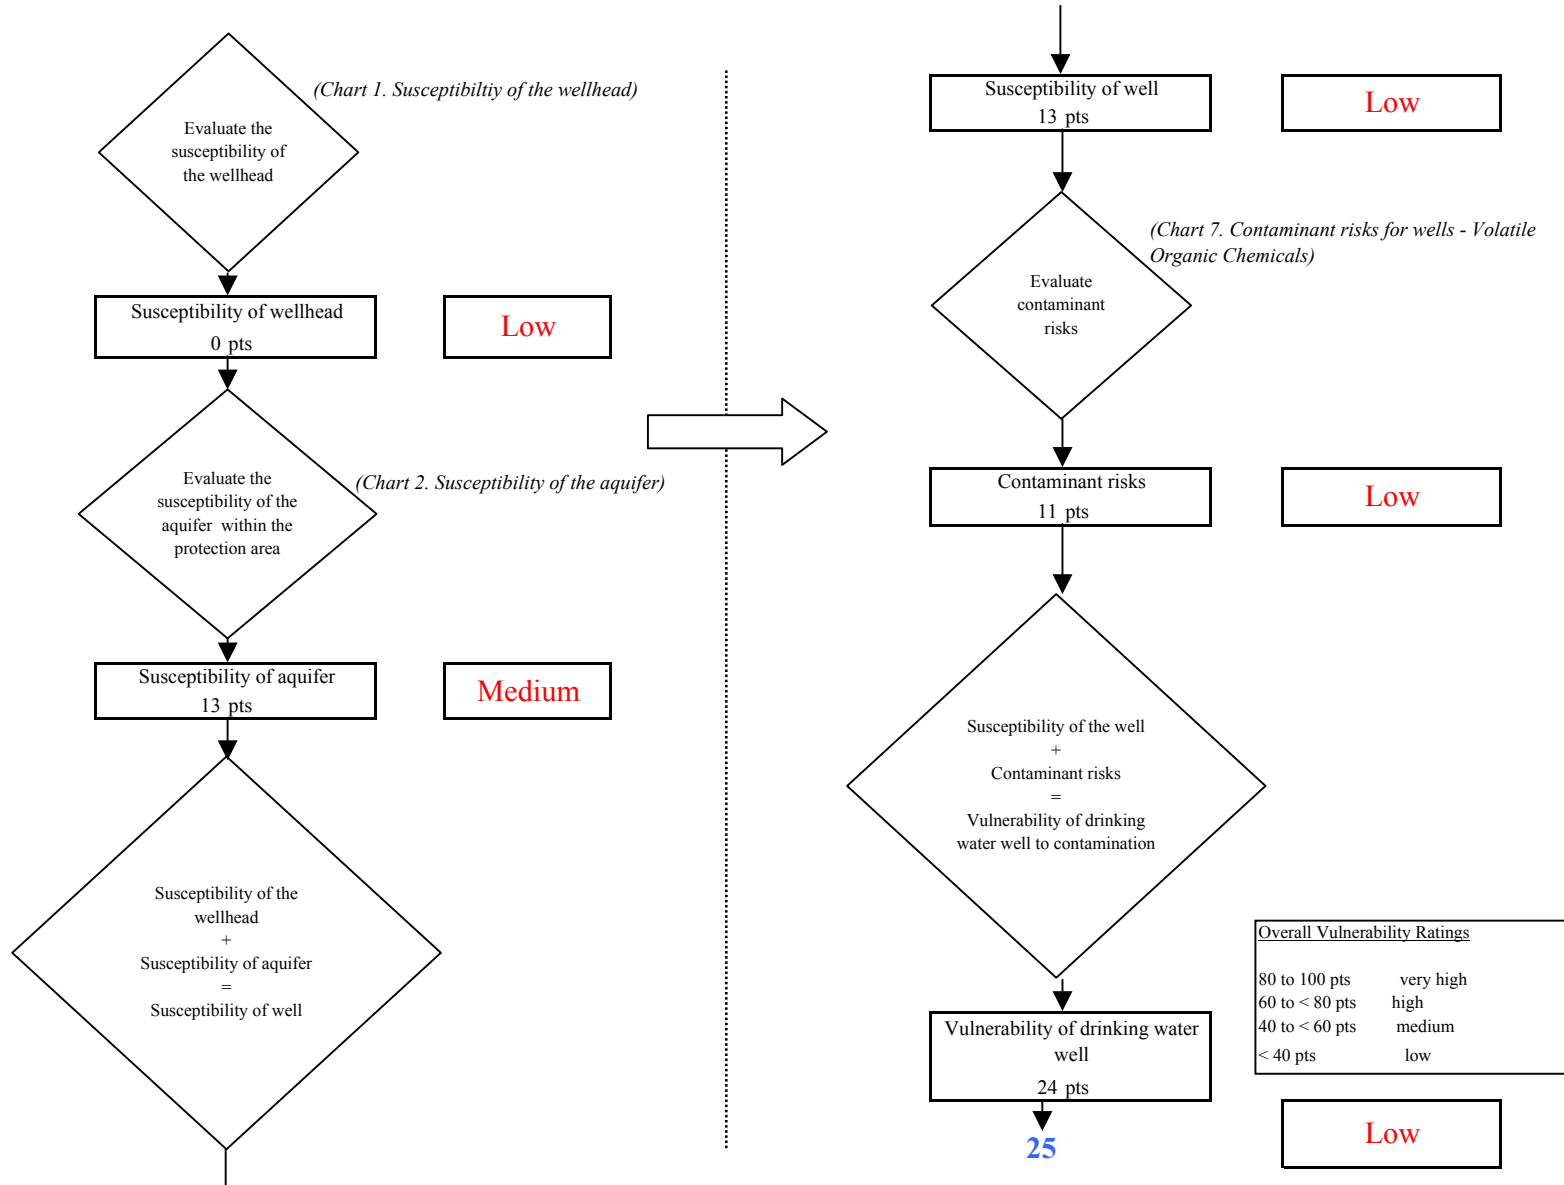 (Chart 1. Susceptibiltiy of the wellhead)
Evaluate the
susceptibility of
the wellhead
Susceptibility of wellhead
0 pts
Low
(Chart 2. Susceptibility of the aquifer)
Evaluate the
susceptibility of the
aquifer within the
protection area
Susceptibility of aquifer
13 pts
Medium
Susceptibility of the
wellhead
+
Susceptibility of aquifer
=
Susceptibility of well
Susceptibility of well
13 pts
Low
(Chart 7. Contaminant risks for wells - Volatile
Organic Chemicals)
Evaluate
contaminant
risks
Contaminant risks
11 pts
Low
Susceptibility of the well
+
Contaminant risks
=
Vulnerability of drinking
water well to contamination
Overall Vulnerability Ratings
80 to 100 pts very high
60 to < 80 pts high
40 to < 60 pts medium
< 40 pts low
Vulnerability of drinking water
well
24 pts
Low
25